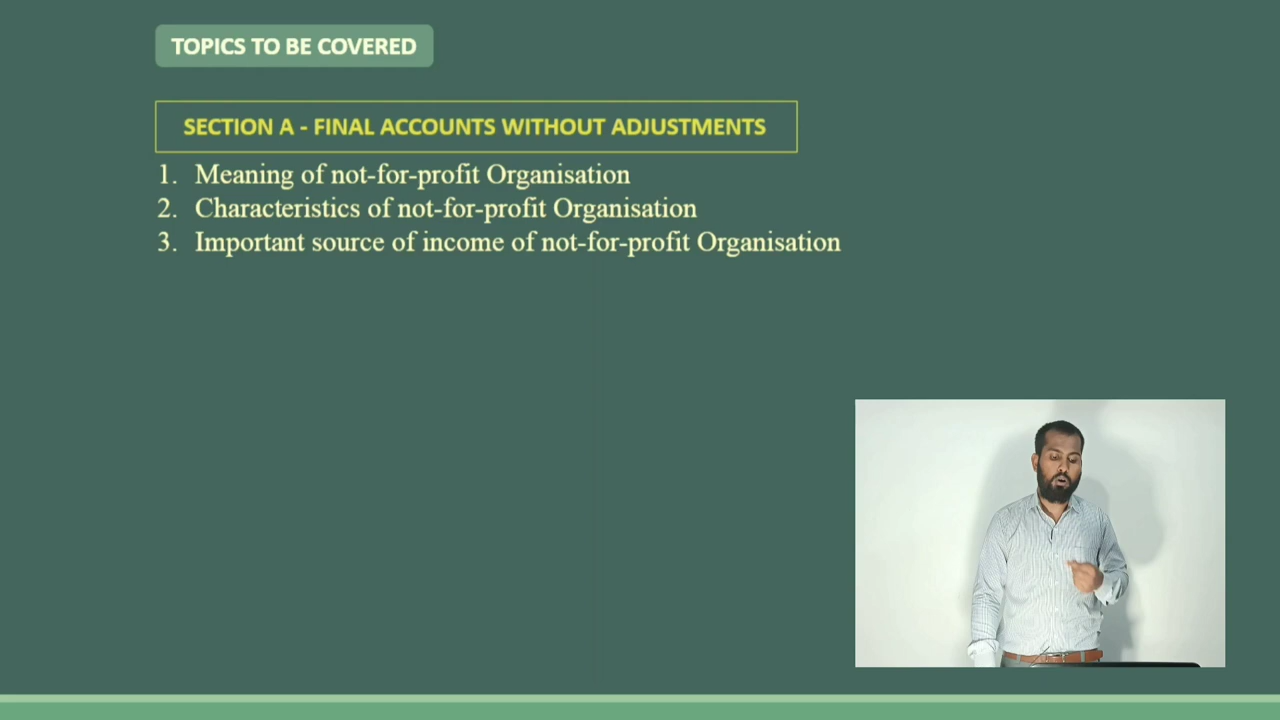 TOPICS TO BE COVERED
SECTION A - FINAL ACCOUNTS WITHOUT ADJUSTMENTS
1. Meaning of not-for-profit Organisation
2. Characteristics of not-for-profit Organisation
3. Important source of income of not-for-profit Organisation